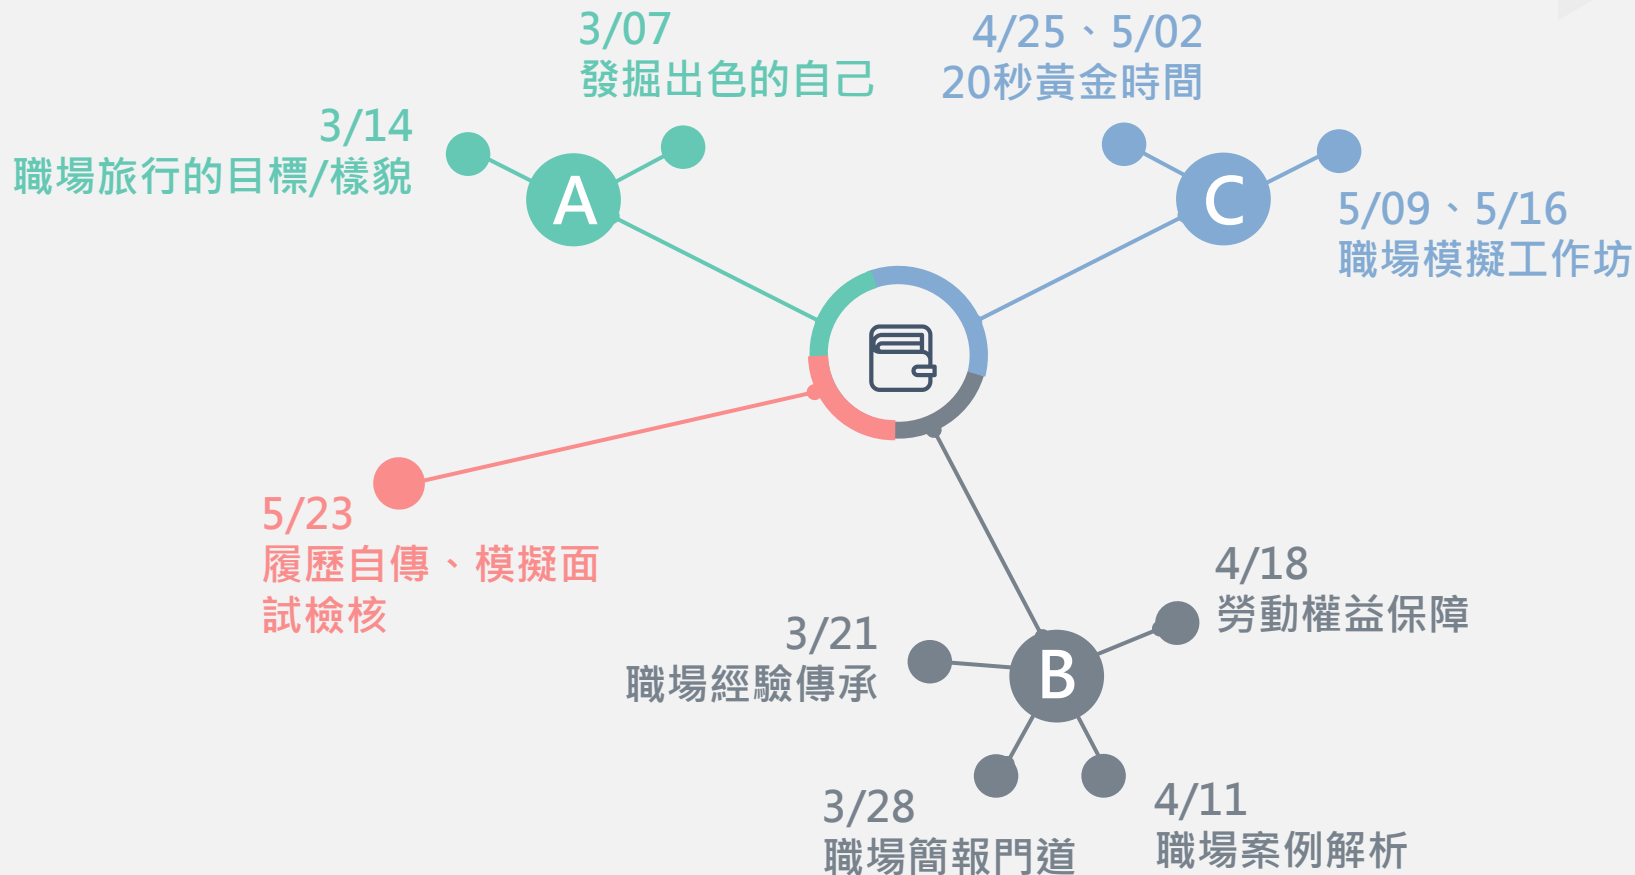 3/07
發掘出色的自己
3/14
職場旅行的目標/樣貌
A
4/25、5/02
20秒黃金時間
C
5/09、5/16
職場模擬工作坊
5/23
履歷自傳、模擬面
試檢核
3/21
職場經驗傳承
B
4/18
勞動權益保障
3/28
職場簡報門道
4/11
職場案例解析